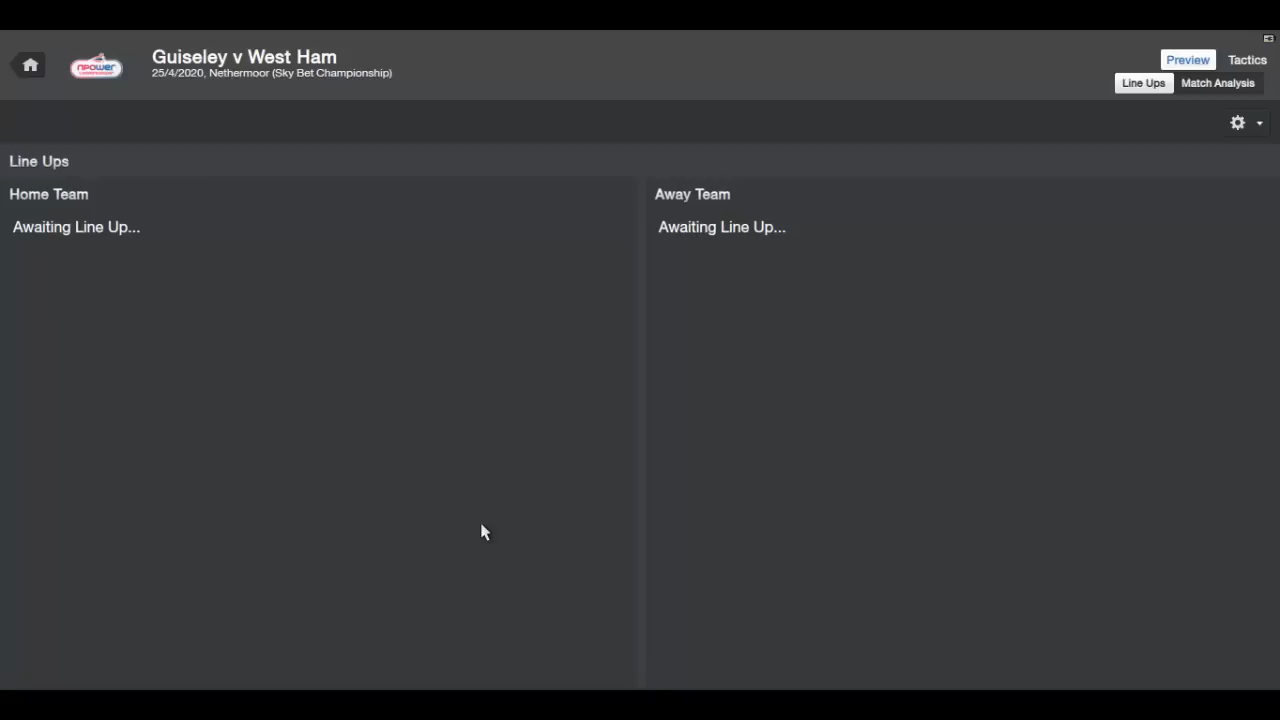 Guiseley v West Ham
25/4/2020, Nethermoor (Sky Bet Championship)
npower
Preview
Tactics
Line Ups
Match Analysis
Line Ups
Home Team
Away Team
Awaiting Line Up...
Awaiting Line Up...